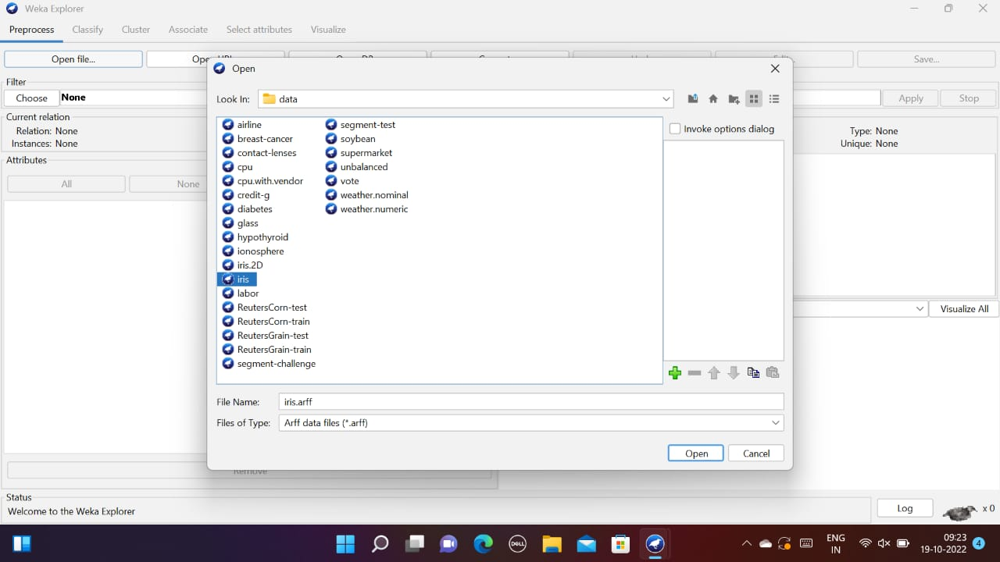 Weka Explorer
Preprocess
Classify
Cluster
Associate
Select attributes
Visualize
Open file...
Save...
Open
Filter
Choose
None
Look In:
data
Apply
Stop
Current relation
Relation: None
Instances: None
Type: None
Unique: None
Attributes
All
None
airline
breast-cancer
contact-lenses
cpu
cpu.with.vendor
credit-g
diabetes
glass
hypothyroid
ionosphere
iris.2D
iris
labor
ReutersCorn-test
ReutersCorn-train
ReutersGrain-test
ReutersGrain-train
segment-challenge
segment-test
soybean
supermarket
unbalanced
vote
weather.nominal
weather.numeric
Invoke options dialog
Visualize All
File Name:
iris.arff
Files of Type:
Arff data files (*.arff)
Open
Cancel
Remove
Status
Welcome to the Weka Explorer
Log
x 0
DELL
ENG
IN
09:23
19-10-2022
4